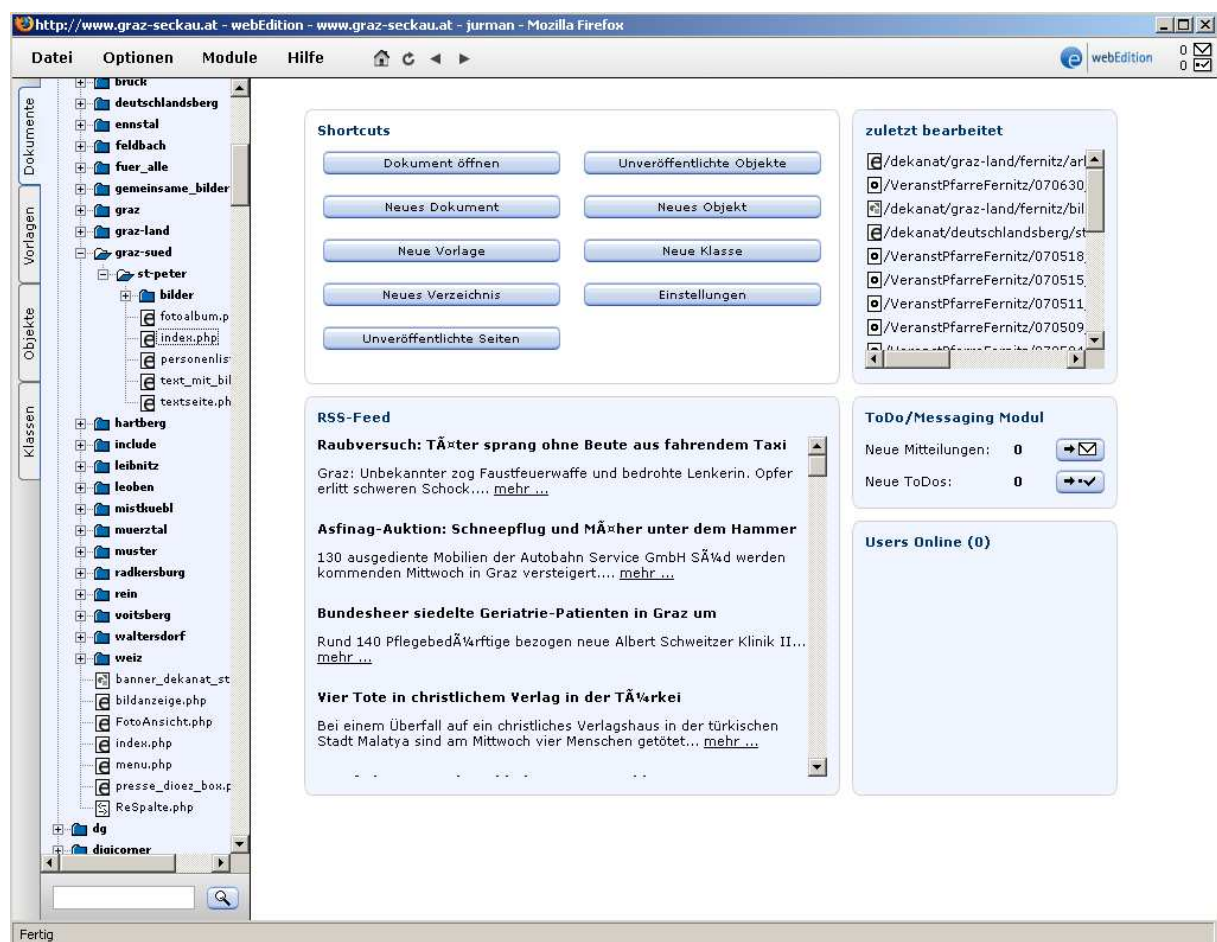 http://www.graz-seckau.at - webEdition - www.graz-seckau.at - jurman - Mozilla Firefox
Datei Optionen Module Hilfe
webEdition
0
0
Dokumente
Vorlagen
Objekte
Klassen
bruck
deutschlandsberg
ennstal
feldbach
fuer_alle
gemeinsame_bilder
graz
graz-land
graz-sued
st-peter
bilder
fotoalbum.p
index.php
personenlis
text_mit_bil
textseite.ph
hartberg
include
leibnitz
leoben
mistkuebl
muerztal
muster
radkersburg
rein
voitsberg
waltersdorf
weiz
banner_dekanat_st
bildanzeige.php
FotoAnsicht.php
index.php
menu.php
presse_dioez_box.p
ReSpalte.php
dg
digicorner
Shortcuts
Dokument öffnen Unveröffentlichte Objekte
Neues Dokument Neues Objekt
Neue Vorlage Neue Klasse
Neues Verzeichnis Einstellungen
Unveröffentlichte Seiten
zuletzt bearbeitet
/dekanat/graz-land/fernitz/arl
/VeranstPfarreFernitz/070630_
/dekanat/graz-land/fernitz/bil
/dekanat/deutschlandsberg/st
/VeranstPfarreFernitz/070518_
/VeranstPfarreFernitz/070515_
/VeranstPfarreFernitz/070511_
/VeranstPfarreFernitz/070509_
RSS-Feed
Raubversuch: TÃ¤ter sprang ohne Beute aus fahrendem Taxi
Graz: Unbekannter zog Faustfeuerwaffe und bedrohte Lenkerin. Opfer
erlitt schweren Schock.... mehr ...
Asfinag-Auktion: Schneepflug und MÃ¤her unter dem Hammer
130 ausgediente Mobilien der Autobahn Service GmbH SÃ¼d werden
kommenden Mittwoch in Graz versteigert.... mehr ...
Bundesheer siedelte Geriatrie-Patienten in Graz um
Rund 140 PflegebedÃ¼rftige bezogen neue Albert Schweitzer Klinik II...
mehr ...
Vier Tote in christlichem Verlag in der TÃ¼rkei
Bei einem Überfall auf ein christliches Verlagshaus in der türkischen
Stadt Malatya sind am Mittwoch vier Menschen getötet... mehr ...
ToDo/Messaging Modul
Neue Mitteilungen: 0
Neue ToDos: 0
Users Online (0)
Fertig